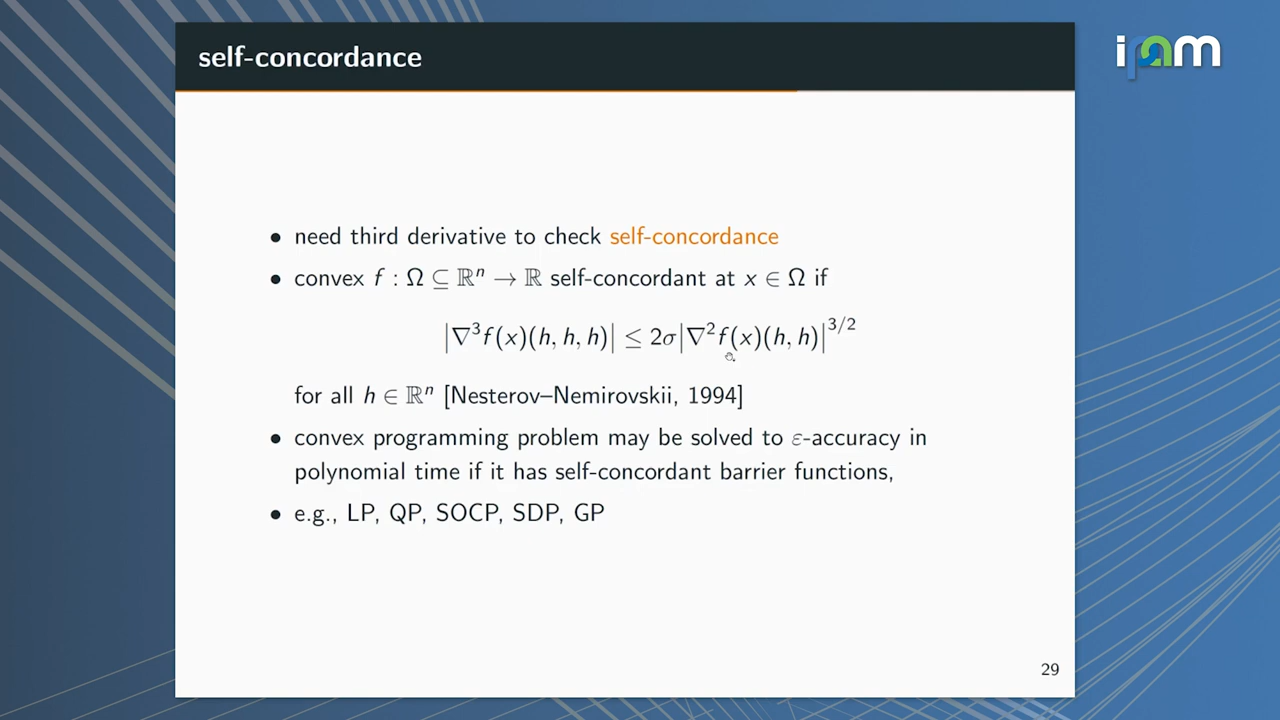 self-concordance
ipam
• need third derivative to check self-concordance
• convex f : Ω ⊆ ℝⁿ → ℝ self-concordant at x ∈ Ω if
|∇³f(x)(h, h, h)| ≤ 2σ|∇²f(x)(h, h)|^{3/2}
for all h ∈ ℝⁿ [Nesterov–Nemirovskii, 1994]
• convex programming problem may be solved to ε-accuracy in
polynomial time if it has self-concordant barrier functions,
• e.g., LP, QP, SOCP, SDP, GP
29